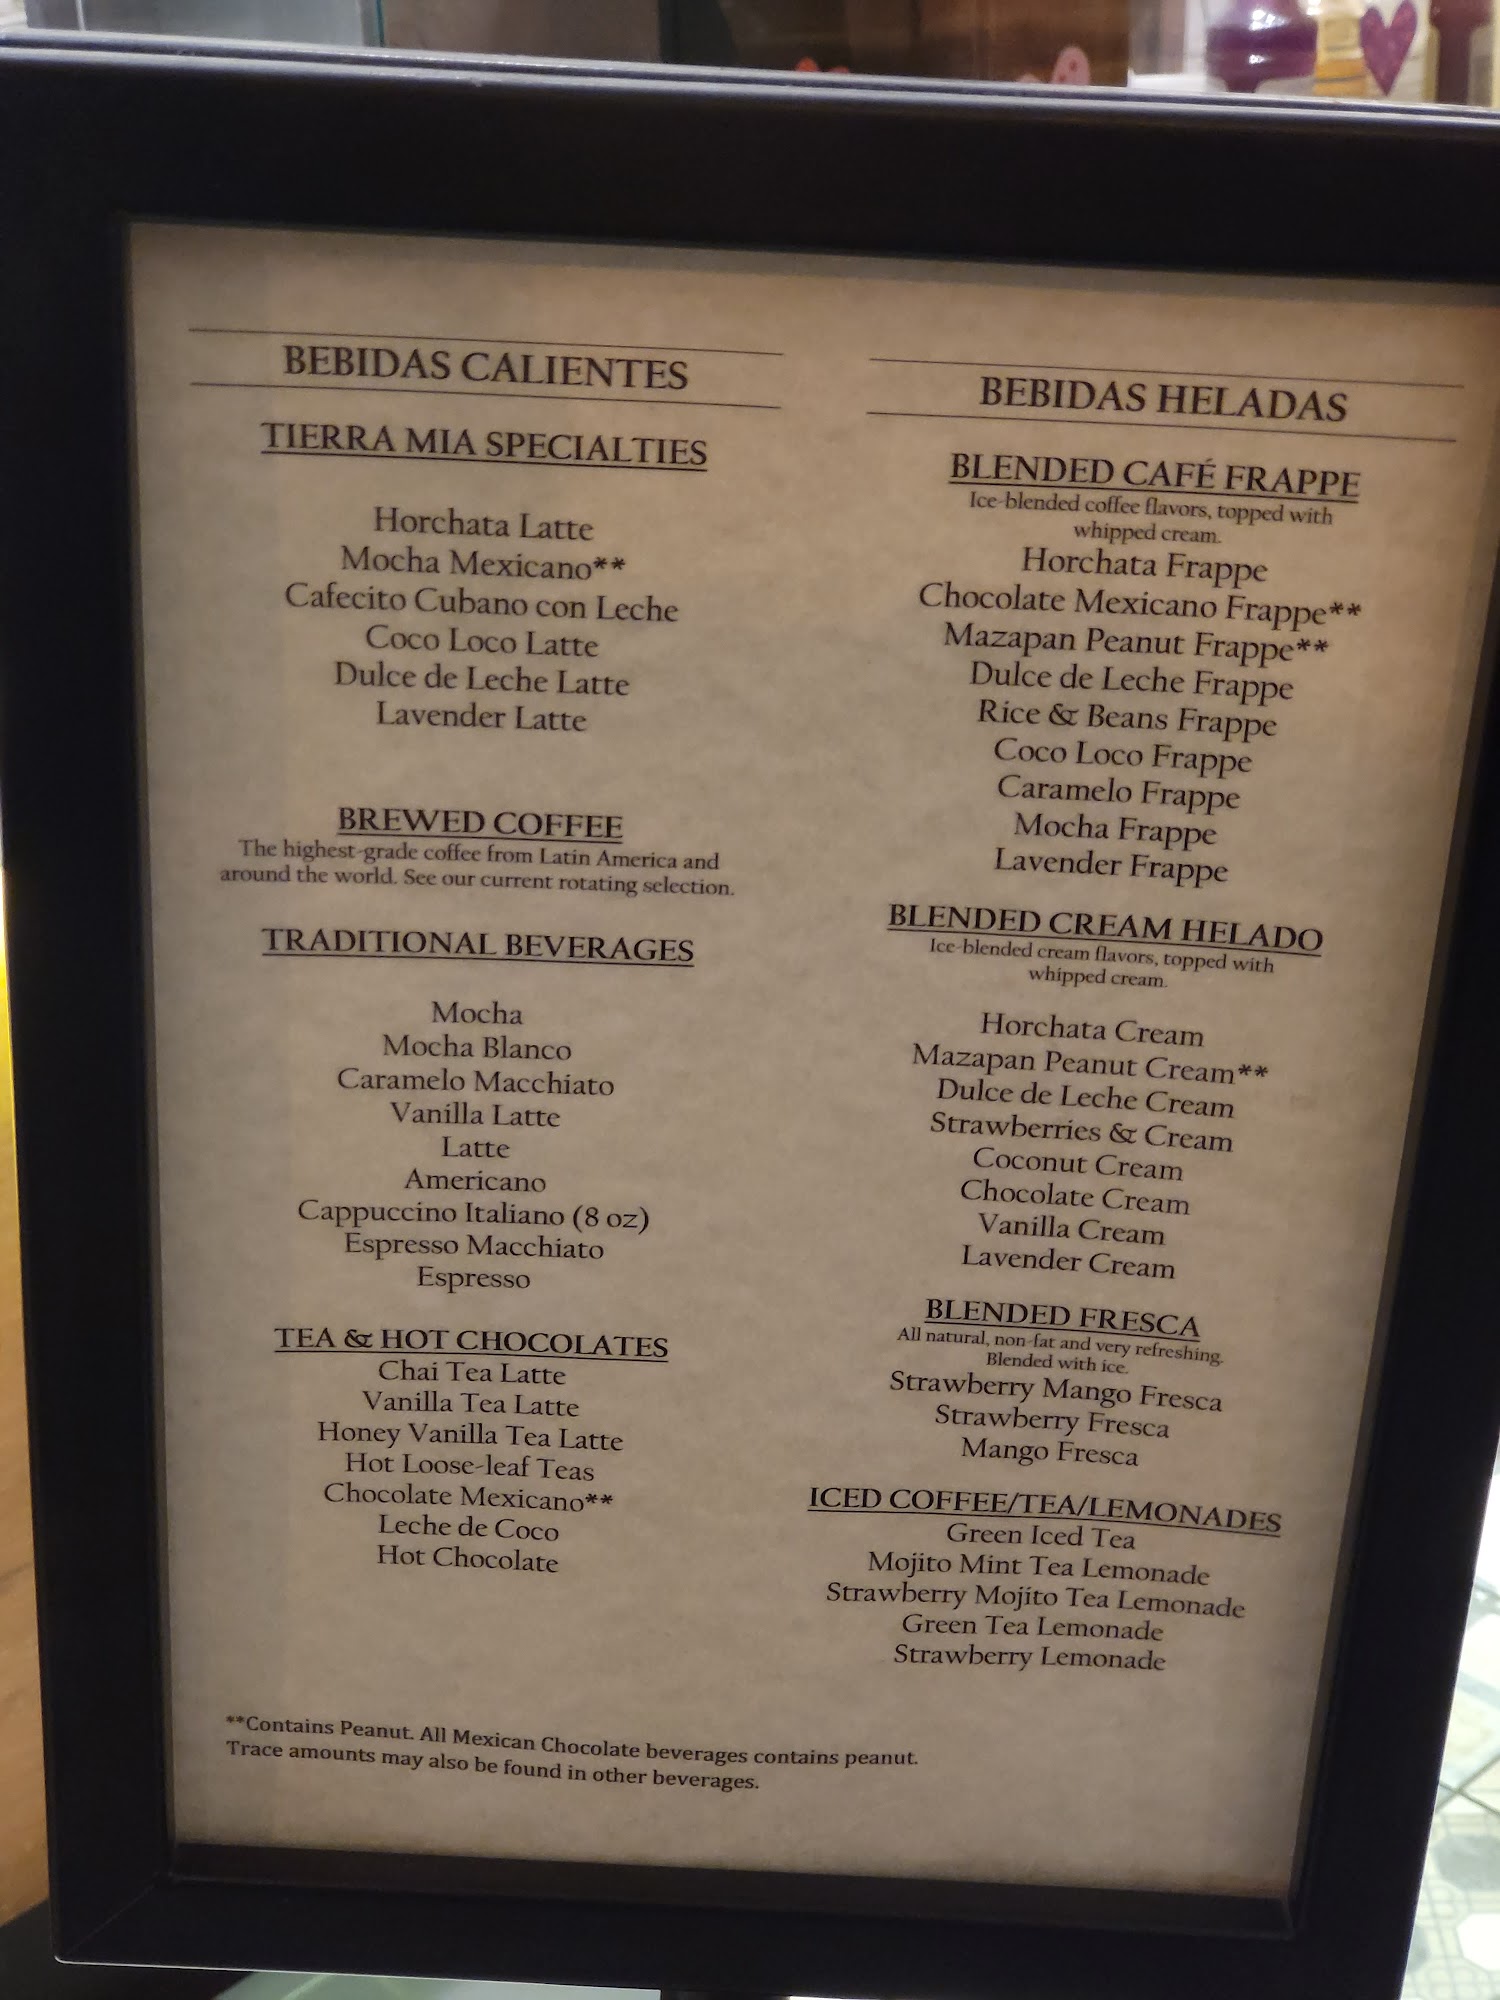 BEBIDAS CALIENTES
TIERRA MIA SPECIALTIES
Horchata Latte
Mocha Mexicano**
Cafecito Cubano con Leche
Coco Loco Latte
Dulce de Leche Latte
Lavender Latte
BREWED COFFEE
The highest-grade coffee from Latin America and
around the world. See our current rotating selection.
TRADITIONAL BEVERAGES
Mocha
Mocha Blanco
Caramelo Macchiato
Vanilla Latte
Latte
Americano
Cappuccino Italiano (8 oz)
Espresso Macchiato
Espresso
TEA & HOT CHOCOLATES
Chai Tea Latte
Vanilla Tea Latte
Honey Vanilla Tea Latte
Hot Loose-leaf Teas
Chocolate Mexicano**
Leche de Coco
Hot Chocolate
BEBIDAS HELADAS
BLENDED CAFÉ FRAPPE
Ice-blended coffee flavors, topped with
whipped cream.
Horchata Frappe
Chocolate Mexicano Frappe**
Mazapan Peanut Frappe**
Dulce de Leche Frappe
Rice & Beans Frappe
Coco Loco Frappe
Caramelo Frappe
Mocha Frappe
Lavender Frappe
BLENDED CREAM HELADO
Ice-blended cream flavors, topped with
whipped cream.
Horchata Cream
Mazapan Peanut Cream**
Dulce de Leche Cream
Strawberries & Cream
Coconut Cream
Chocolate Cream
Vanilla Cream
Lavender Cream
BLENDED FRESCA
All natural, non-fat and very refreshing.
Blended with ice.
Strawberry Mango Fresca
Strawberry Fresca
Mango Fresca
ICED COFFEE/TEA/LEMONADES
Green Iced Tea
Mojito Mint Tea Lemonade
Strawberry Mojito Tea Lemonade
Green Tea Lemonade
Strawberry Lemonade
**Contains Peanut. All Mexican Chocolate beverages contains peanut.
Trace amounts may also be found in other beverages.